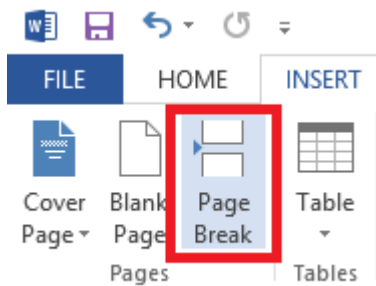 FILE HOME INSERT
Cover Blank Page Table
Page Page Break
Pages Tables